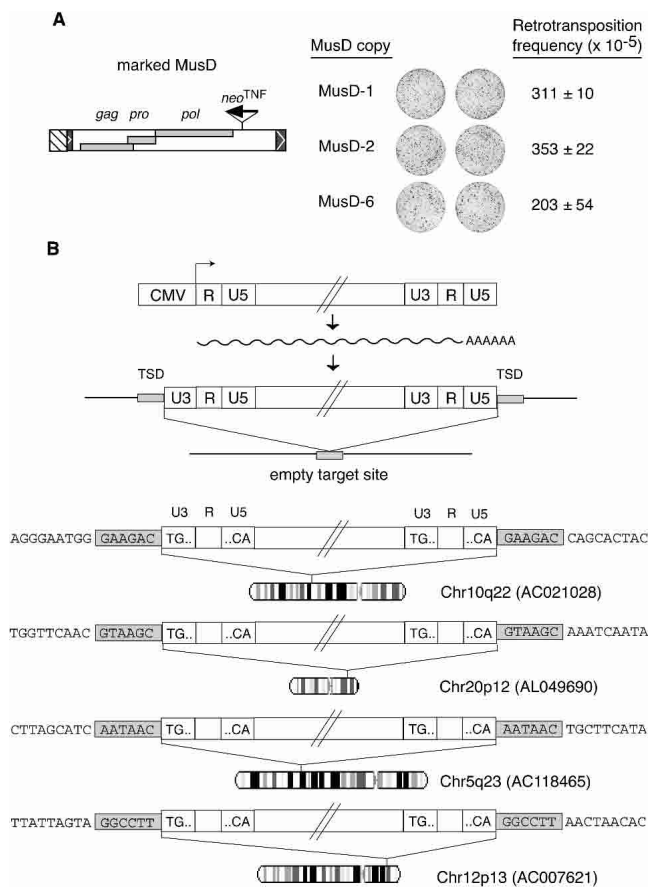 A
marked MusD
gag pro pol neoTNF
MusD copy
Retrotransposition
frequency (x 10-5)
MusD-1 311 ± 10
MusD-2 353 ± 22
MusD-6 203 ± 54
B
CMV R U5 U3 R U5
AAAAAA
TSD TSD
U3 R U5 U3 R U5
empty target site
U3 R U5 U3 R U5
AGGGAATGG GAAGAC TG.. ..CA TG.. ..CA GAAGAC CAGCACTAC
Chr10q22 (AC021028)
TGGTTCAAC GTAAGC TG.. ..CA TG.. ..CA GTAAGC AAATCAATA
Chr20p12 (AL049690)
CTTAGCATC AATAAC TG.. ..CA TG.. ..CA AATAAC TGCTTCATA
Chr5q23 (AC118465)
TTATTAGTA GGCCTT TG.. ..CA TG.. ..CA GGCCTT AACTAACAC
Chr12p13 (AC007621)